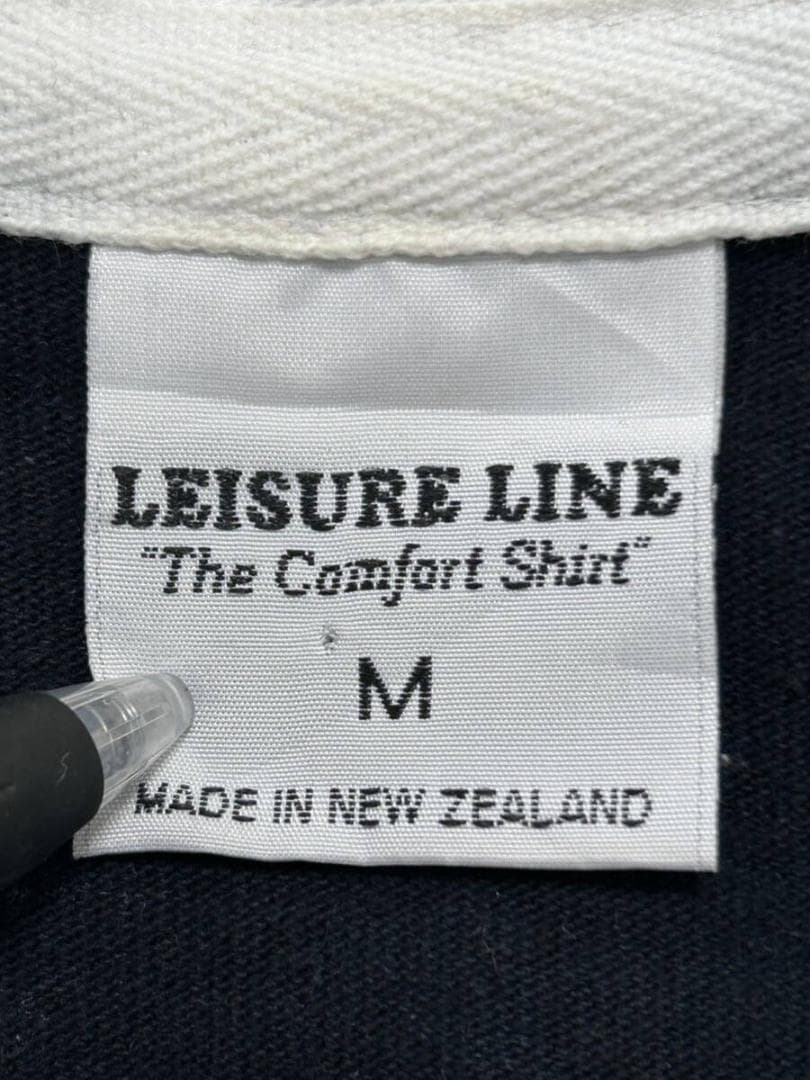 LEISURE LINE
"The Comfort Shirt"
M
MADE IN NEW ZEALAND